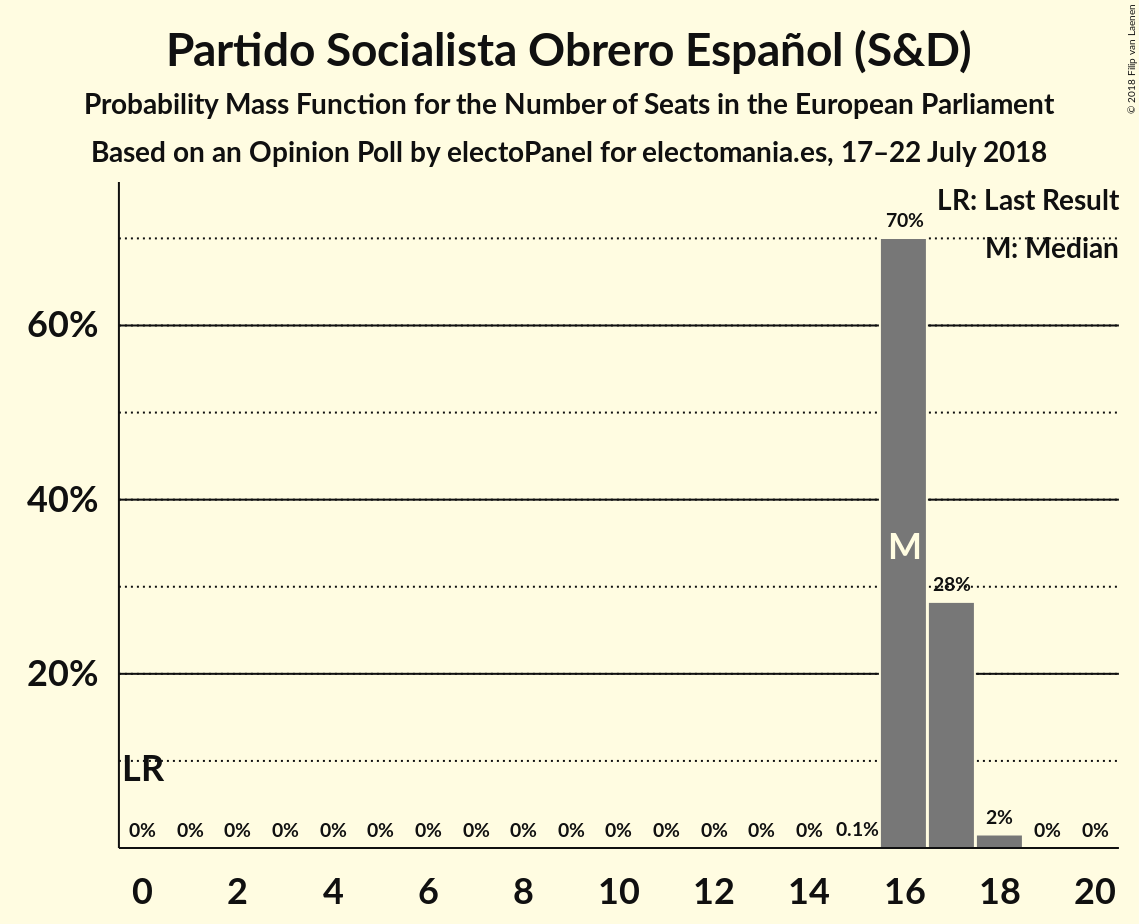 Partido Socialista Obrero Español (S&D)
Probability Mass Function for the Number of Seats in the European Parliament
Based on an Opinion Poll by electoPanel for electomania.es, 17–22 July 2018
© 2018 Filip van Laenen
LR: Last Result
M: Median
70%
60%
40%
M
28%
20%
LR
0% 0% 0% 0% 0% 0% 0% 0% 0% 0% 0% 0% 0% 0% 0% 0.1% 2% 0% 0%
0 2 4 6 8 10 12 14 16 18 20